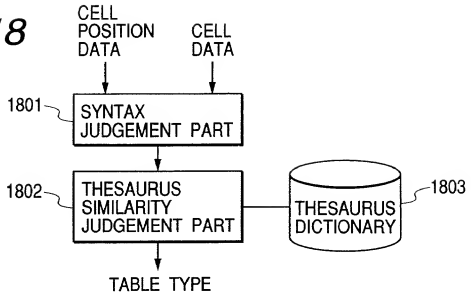 8
CELL
POSITION
DATA
CELL
DATA
1801
SYNTAX
JUDGEMENT PART
1802
THESAURUS
SIMILARITY
JUDGEMENT PART
1803
THESAURUS
DICTIONARY
TABLE TYPE